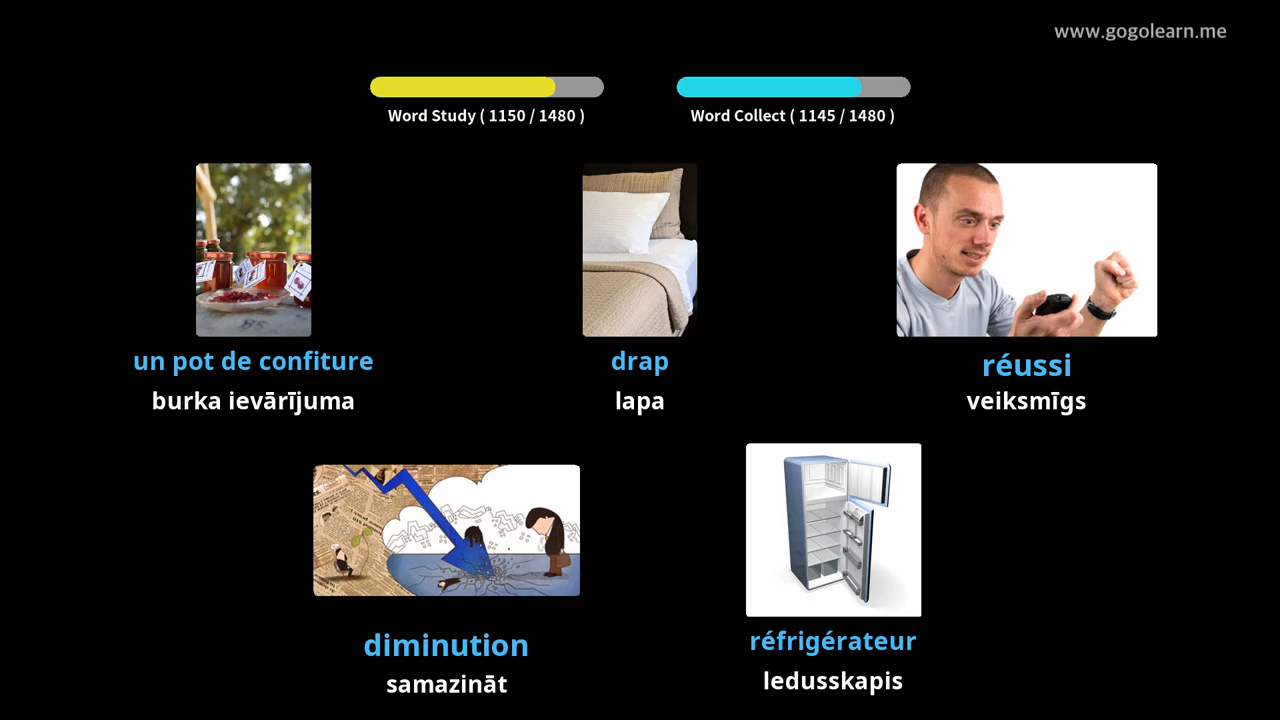 www.gogolearn.me
Word Study ( 1150 / 1480 )
Word Collect ( 1145 / 1480 )
un pot de confiture
burka ievārījuma
drap
lapa
réussi
veiksmīgs
diminution
samazināt
réfrigérateur
ledusskapis